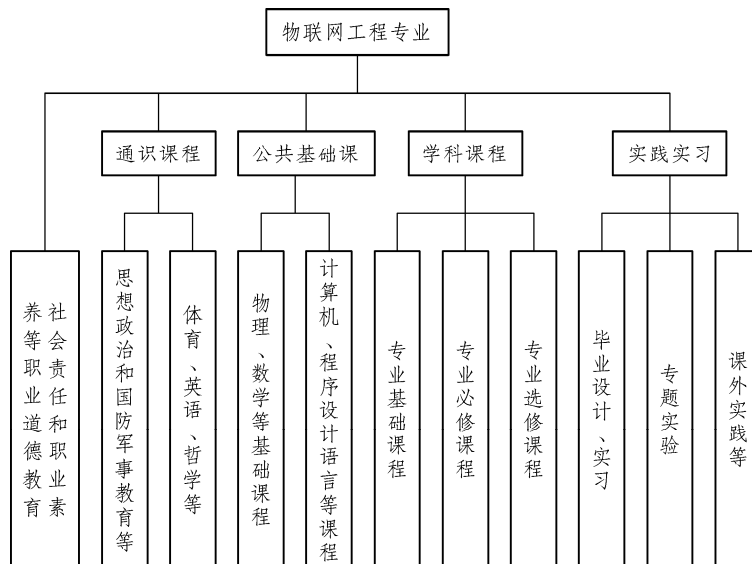 物联网工程专业
通识课程
公共基础课
学科课程
实践实习
社会责任和职业素
养等职业道德教育
思想政治和国防军事教育等
体育、英语、哲学等
物理、数学等基础课程
计算机、程序设计语言等课程
专业基础课程
专业必修课程
专业选修课程
毕业设计、实习
专题实验
课外实践等